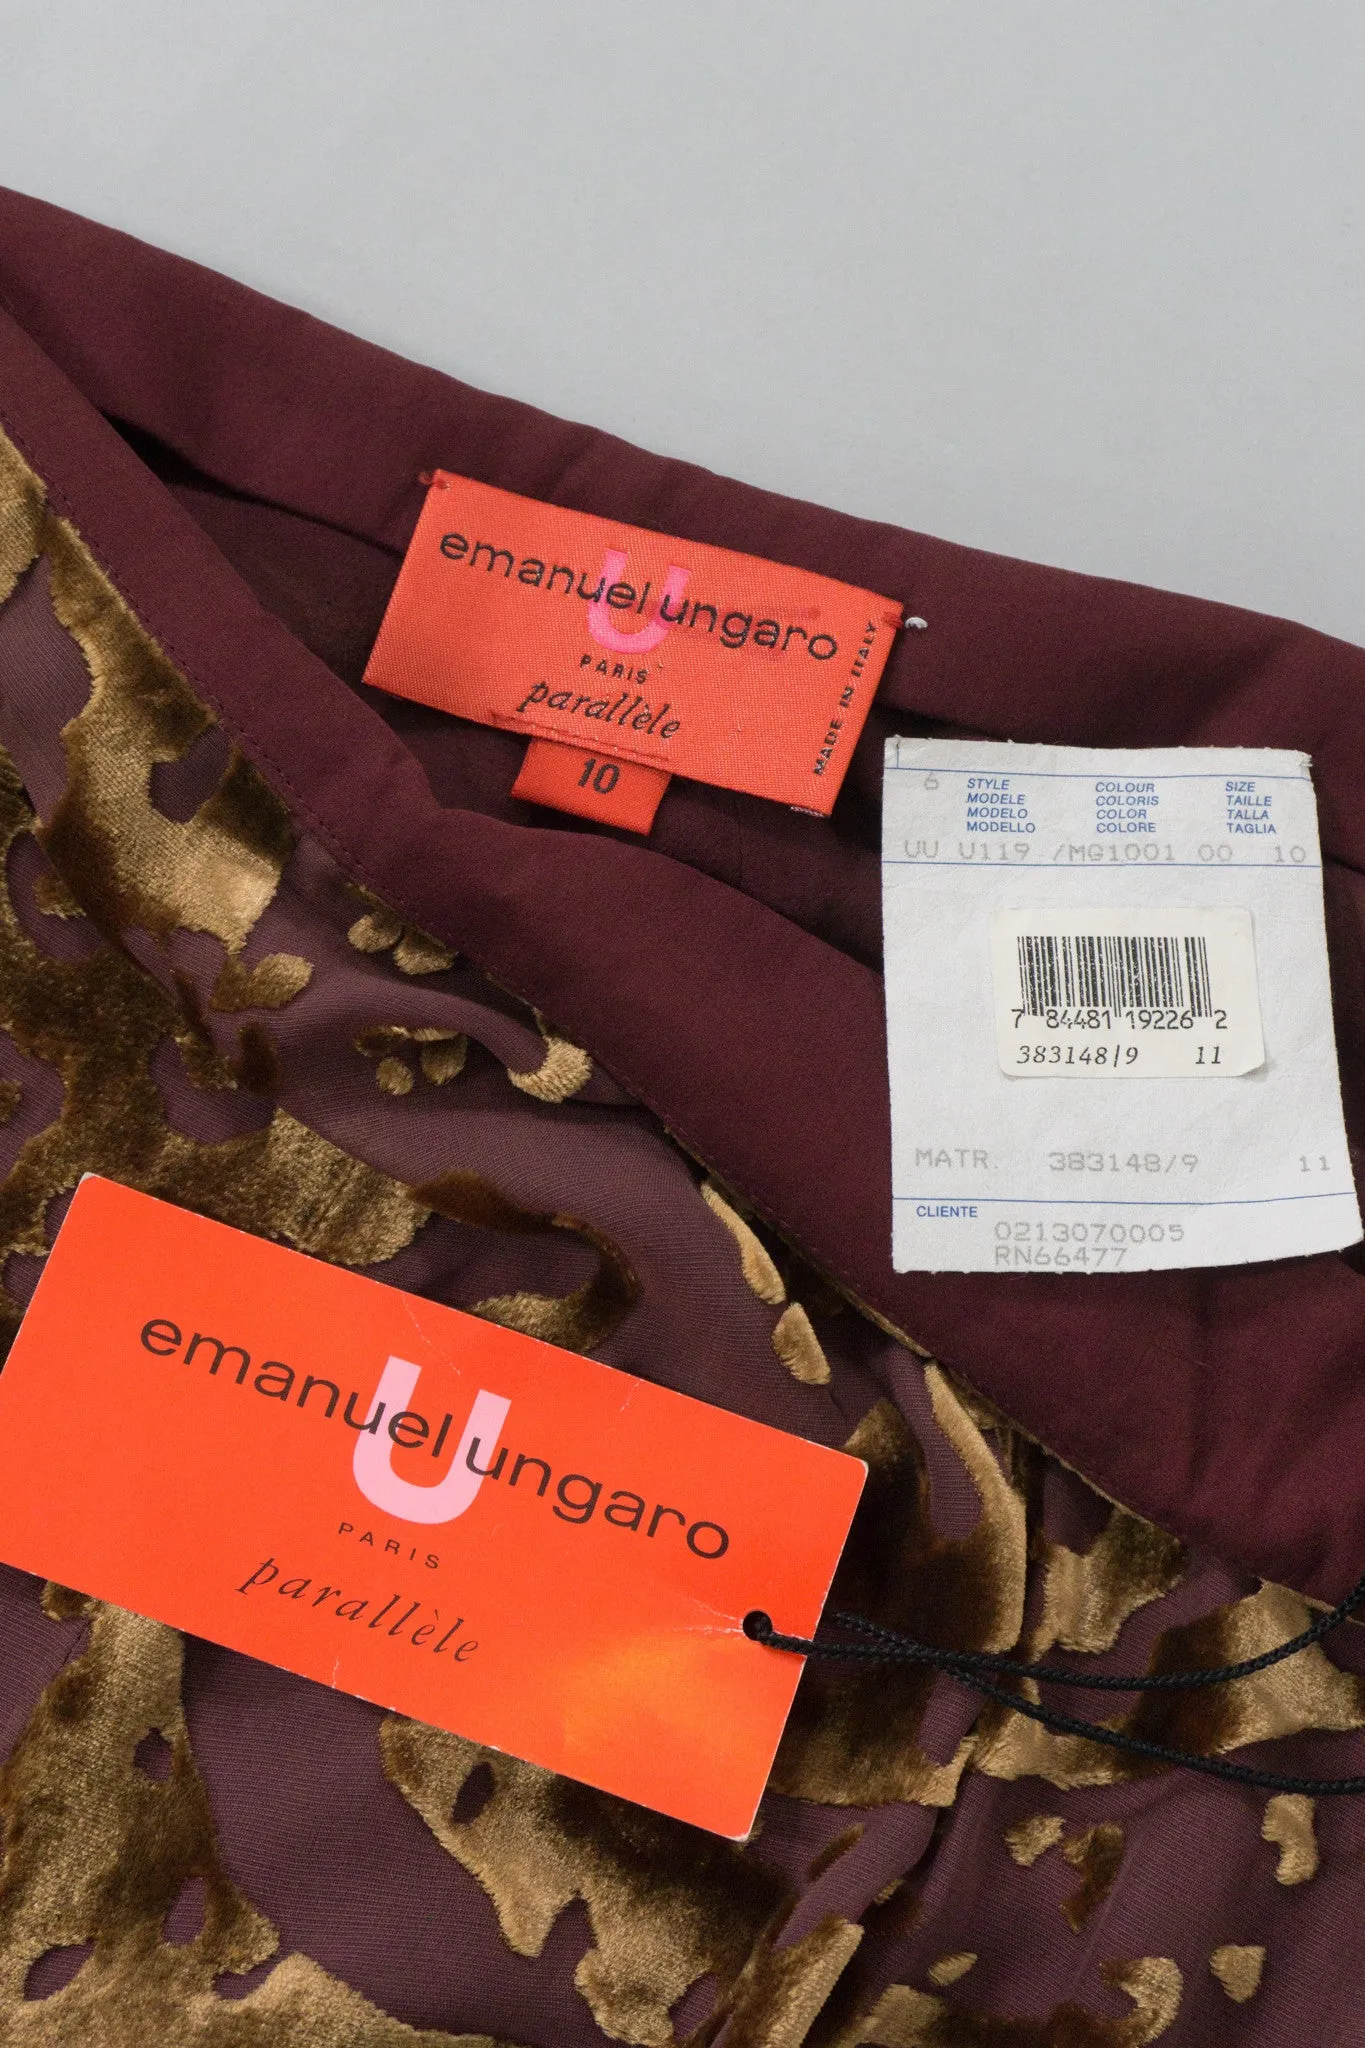 emanuel ungaro
U
PARIS
parallèle
MADE IN ITALY
10
6 STYLE COLOUR SIZE
MODELE COLORIS TAILLE
MODELO COLOR TALLA
MODELLO COLORE TAGLIA
UU U119 /MG1001 00 10
7 84481 19226 2
383148/9 11
MATR. 383148/9 11
CLIENTE
0213070005
RN66477
emanuel ungaro
U
PARIS
parallèle